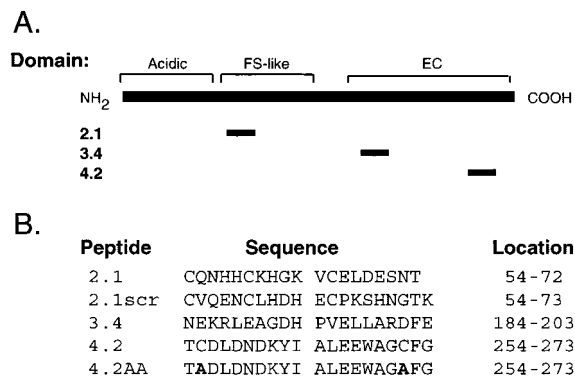 A.
Domain: Acidic FS-like EC
NH2 COOH
2.1
3.4
4.2
B.
Peptide Sequence Location
2.1 CQNHHCKHGK VCELDESNT 54-72
2.1scr CVQENCLHDH ECPKSHNGTK 54-73
3.4 NEKRLEAGDH PVELLARDFE 184-203
4.2 TCDLDNDKYI ALEEWAGCFG 254-273
4.2AA TADLDNDKYI ALEEWAGAFG 254-273